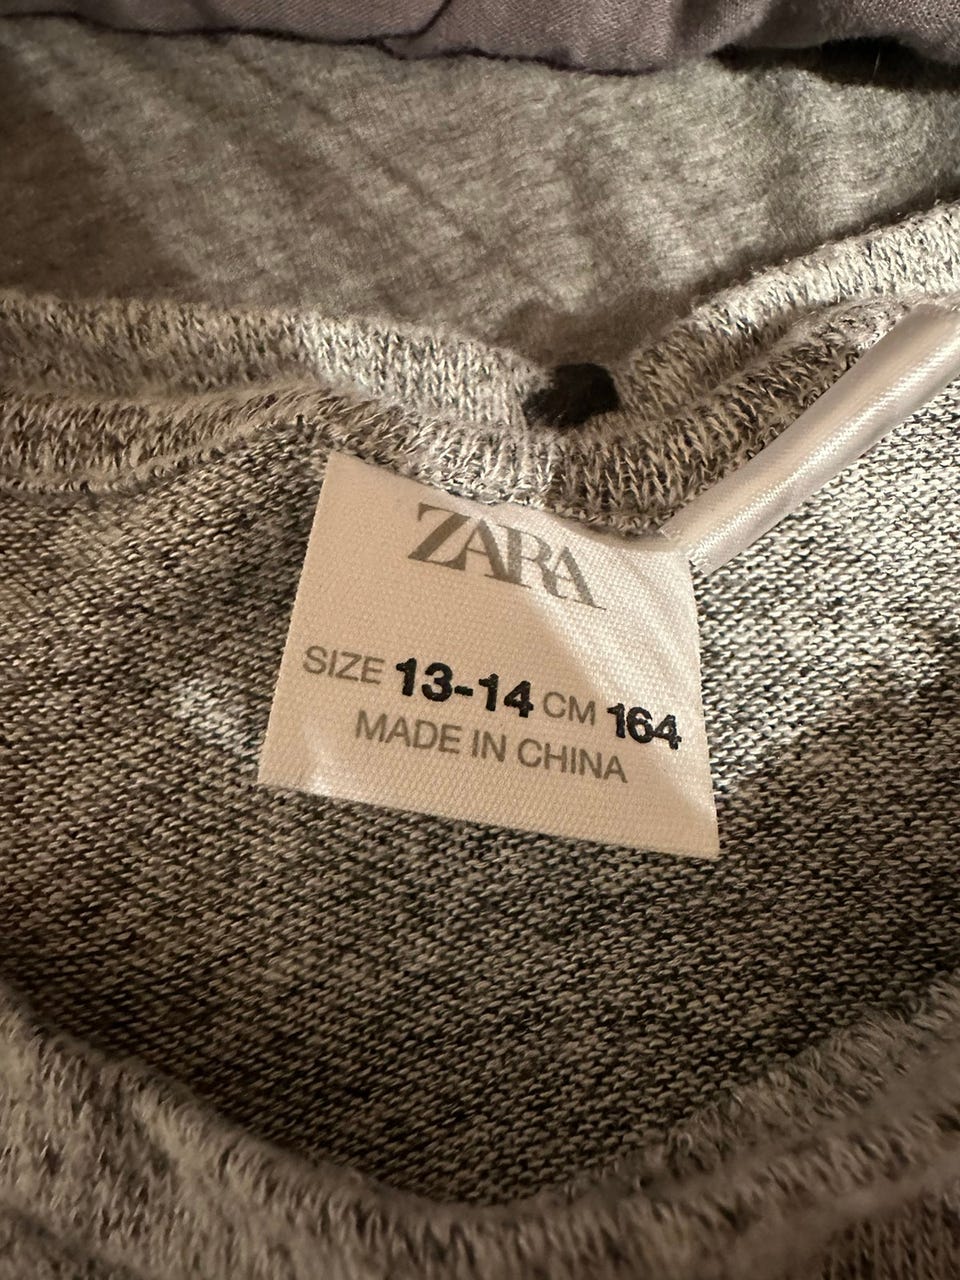 ZARA
SIZE 13-14 CM 164
MADE IN CHINA